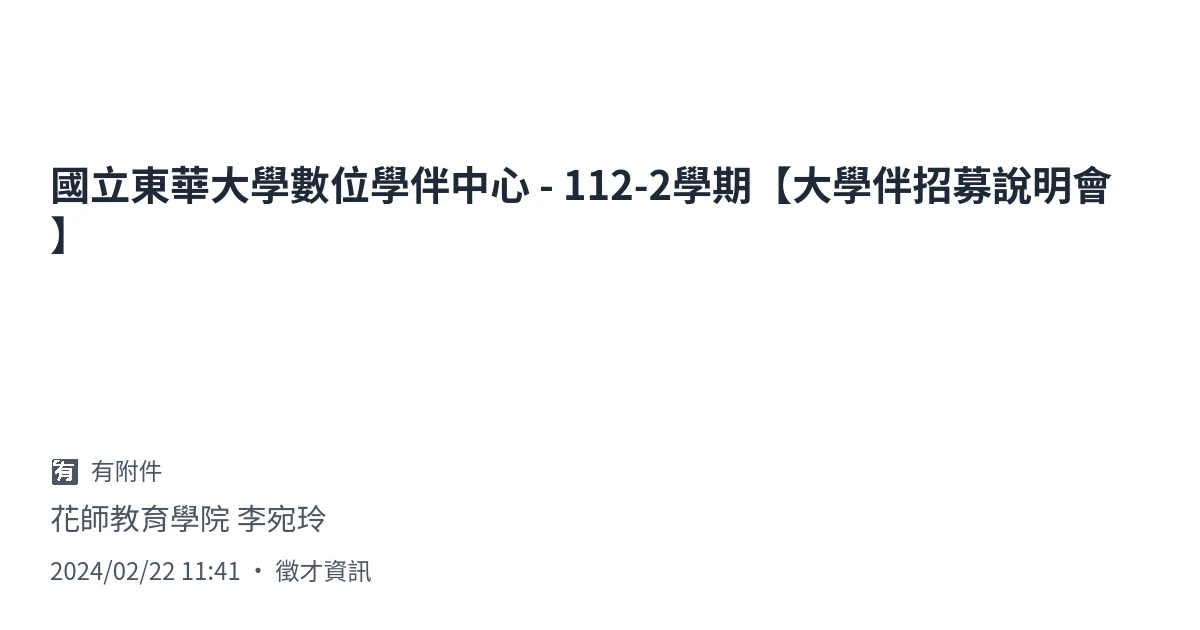 國立東華大學數位學伴中心 - 112-2學期【大學伴招募說明會
】
有 有附件
花師教育學院 李宛玲
2024/02/22 11:41 • 徵才資訊